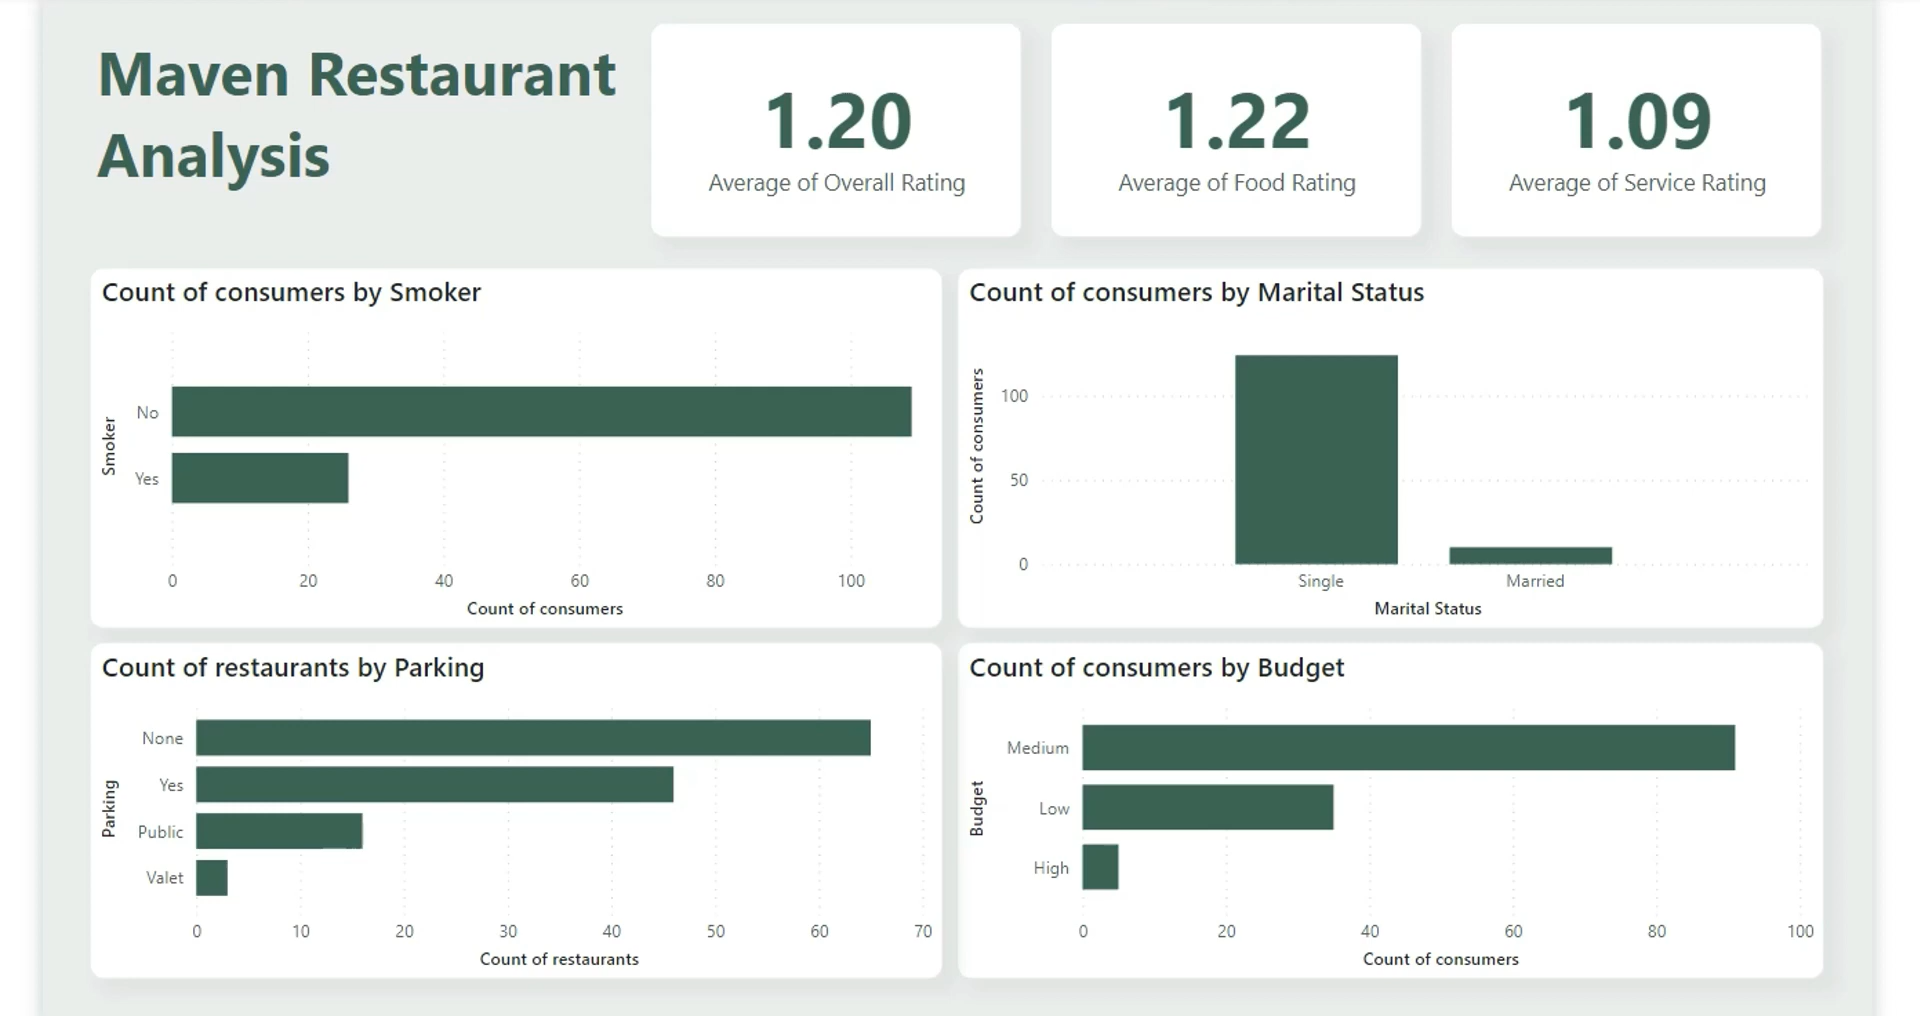 Maven Restaurant
Analysis
1.20
Average of Overall Rating
1.22
Average of Food Rating
1.09
Average of Service Rating
Count of consumers by Smoker
Smoker
No
Yes
0 20 40 60 80 100
Count of consumers
Count of consumers by Marital Status
Count of consumers
100
50
0
Single Married
Marital Status
Count of restaurants by Parking
Parking
None
Yes
Public
Valet
0 10 20 30 40 50 60 70
Count of restaurants
Count of consumers by Budget
Budget
Medium
Low
High
0 20 40 60 80 100
Count of consumers